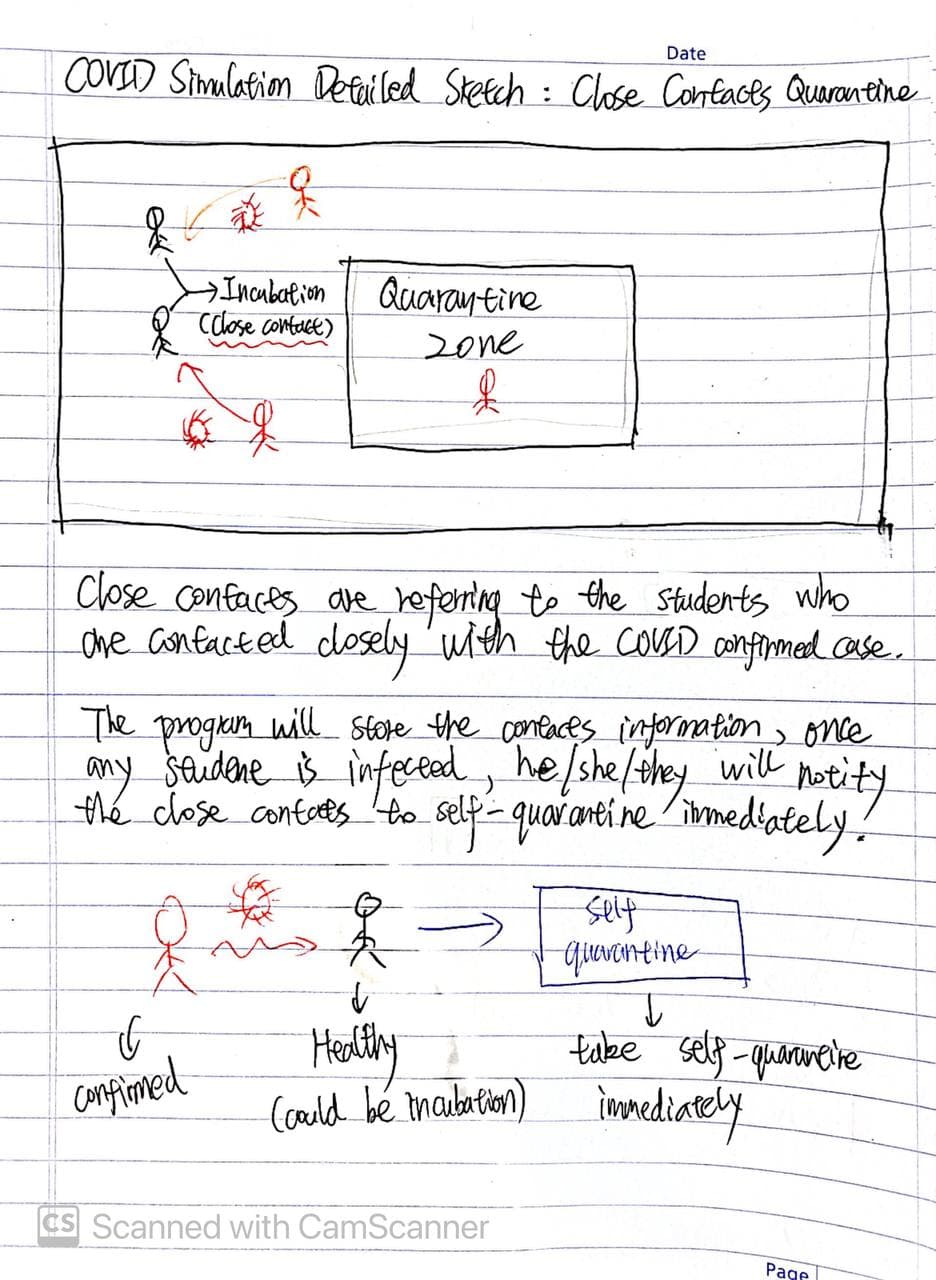 Date
COVID Simulation Detailed Sketch : Close Contacts Quarantine
Incubation
(Close contact)
Quarantine
zone
Close contacts are referring to the students who
are contacted closely with the COVID confirmed case.
The program will store the contacts information, once
any student is infected, he/she/they will notify
the close contacts to self-quarantine immediately!
self
quarantine
confirmed
Healthy
(could be incubation)
take self-quarantine
immediately
CS Scanned with CamScanner
Page